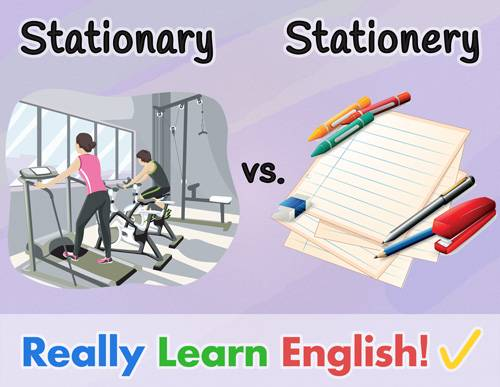 Stationary
Stationery
vs.
Really Learn English!